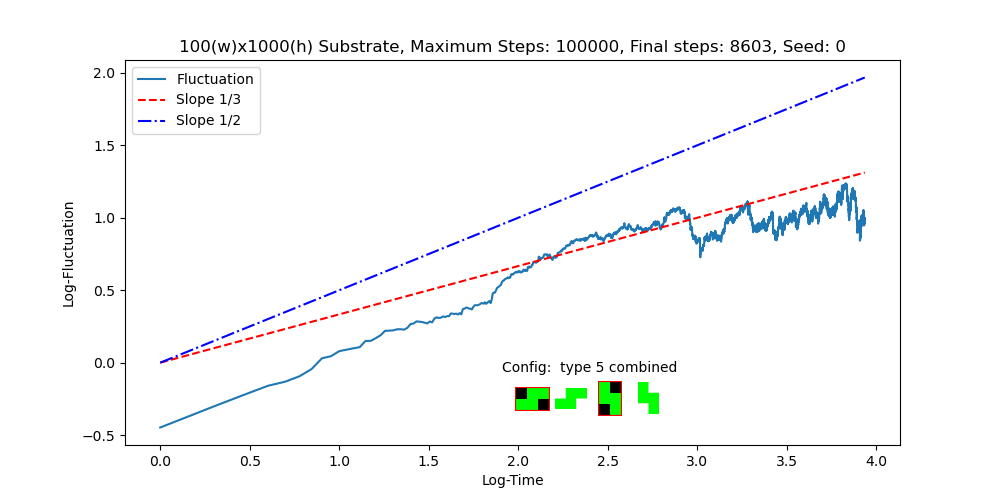 100(w)x1000(h) Substrate, Maximum Steps: 100000, Final steps: 8603, Seed: 0
Fluctuation
Slope 1/3
Slope 1/2
2.0
1.5
1.0
0.5
0.0
−0.5
Log-Fluctuation
Config:  type 5 combined
0.0 0.5 1.0 1.5 2.0 2.5 3.0 3.5 4.0
Log-Time